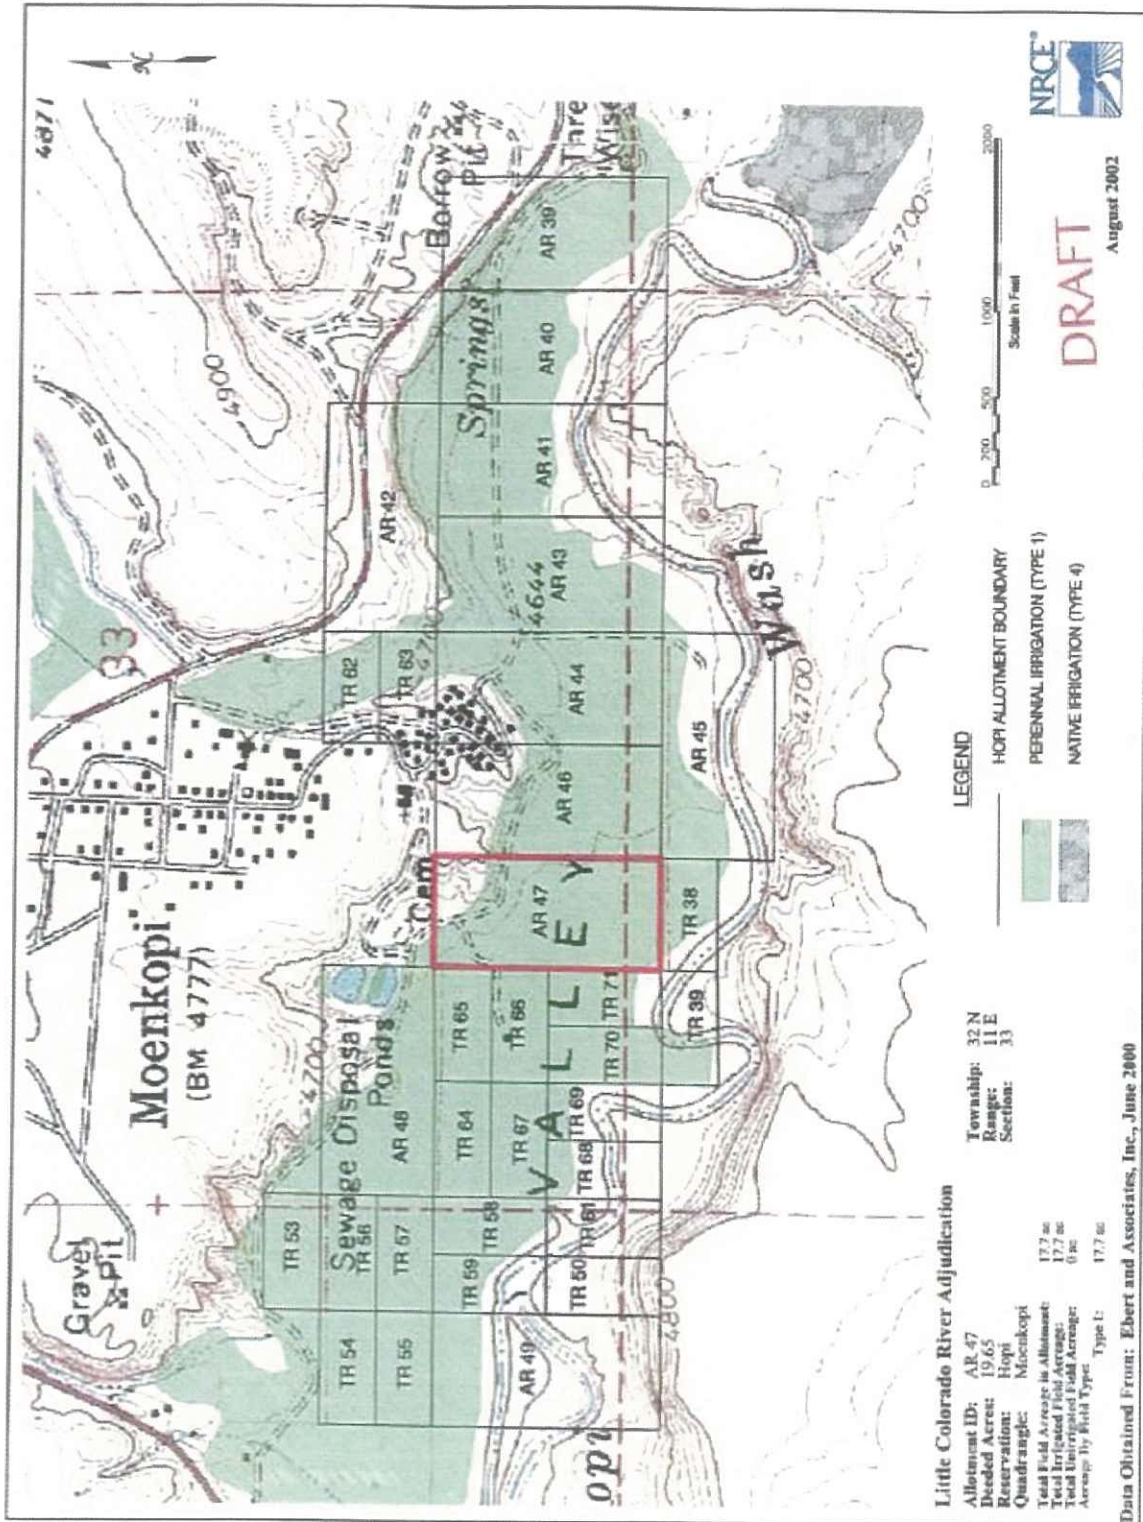 4871
N
33
4900
Borrow
Pit
Moenkopi
(BM 4777)
Gravel
Pit
Cem
4700
Sewage Disposal
Ponds
Springs
4644
4700
VALLEY
opi
Wash
4700
4700
4800
TR 53
TR 54
TR 55
TR 56
TR 57
TR 58
TR 59
TR 50
TR 61
AR 49
AR 48
TR 64
TR 65
TR 66
TR 67
TR 68
TR 69
TR 70
TR 71
TR 39
TR 38
AR 47
AR 46
AR 45
AR 44
TR 62
TR 63
AR 43
AR 42
AR 41
AR 40
AR 39
Little Colorado River Adjudication
Allotment ID: AR 47
Deeded Acres: 19.65
Reservation: Hopi
Quadrangle: Moenkopi
Township: 32 N
Range: 11 E
Section: 33
Total Field Acreage in Allotment: 17.7 ac
Total Irrigated Field Acreage: 17.7 ac
Total Unirrigated Field Acreage: 0 ac
Acreage By Field Type:
Type 1: 17.7 ac
LEGEND
HOPI ALLOTMENT BOUNDARY
PERENNIAL IRRIGATION (TYPE 1)
NATIVE IRRIGATION (TYPE 4)
0 200 500 1000 2000
Scale in Feet
DRAFT
August 2002
NRCE®
Data Obtained From: Ebert and Associates, Inc., June 2000